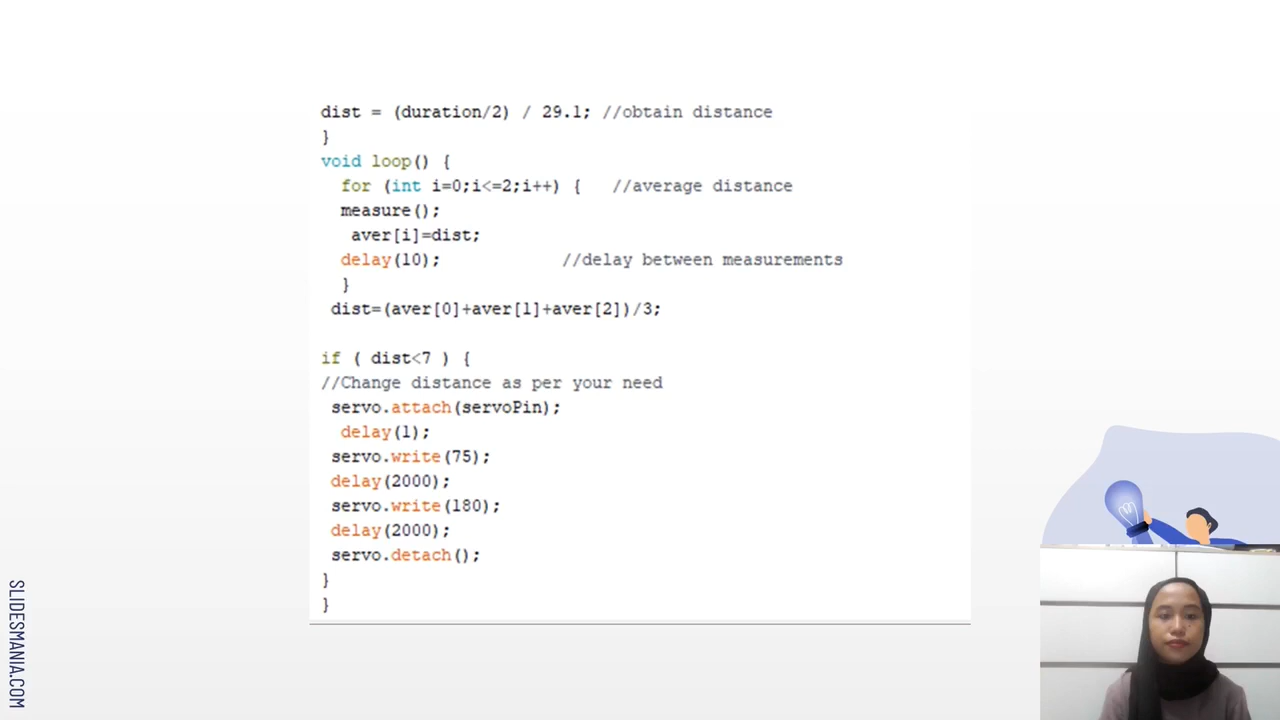 dist = (duration/2) / 29.1; //obtain distance
}
void loop() {
for (int i=0;i<=2;i++) { //average distance
measure();
aver[i]=dist;
delay(10); //delay between measurements
}
dist=(aver[0]+aver[1]+aver[2])/3;
if ( dist<7 ) {
//Change distance as per your need
servo.attach(servoPin);
delay(1);
servo.write(75);
delay(2000);
servo.write(180);
delay(2000);
servo.detach();
}
}
SLIDESMANIA.COM